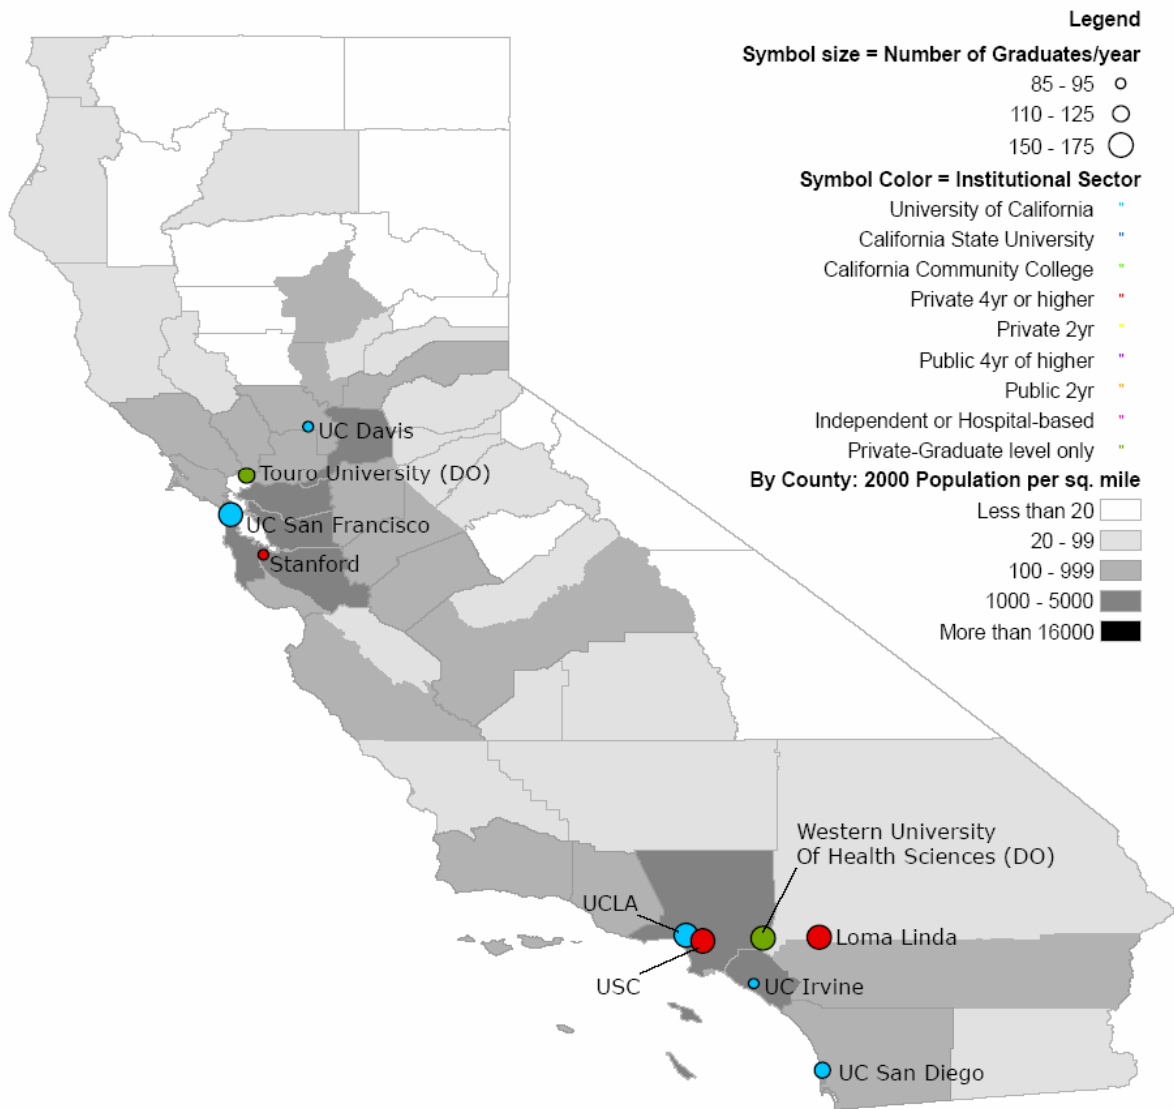 Legend
Symbol size = Number of Graduates/year
85 - 95
110 - 125
150 - 175
Symbol Color = Institutional Sector
University of California "
California State University "
California Community College "
Private 4yr or higher "
Private 2yr "
Public 4yr of higher "
Public 2yr "
Independent or Hospital-based "
Private-Graduate level only "
By County: 2000 Population per sq. mile
Less than 20
20 - 99
100 - 999
1000 - 5000
More than 16000
UC Davis
Touro University (DO)
UC San Francisco
Stanford
Western University
Of Health Sciences (DO)
UCLA
Loma Linda
USC
UC Irvine
UC San Diego